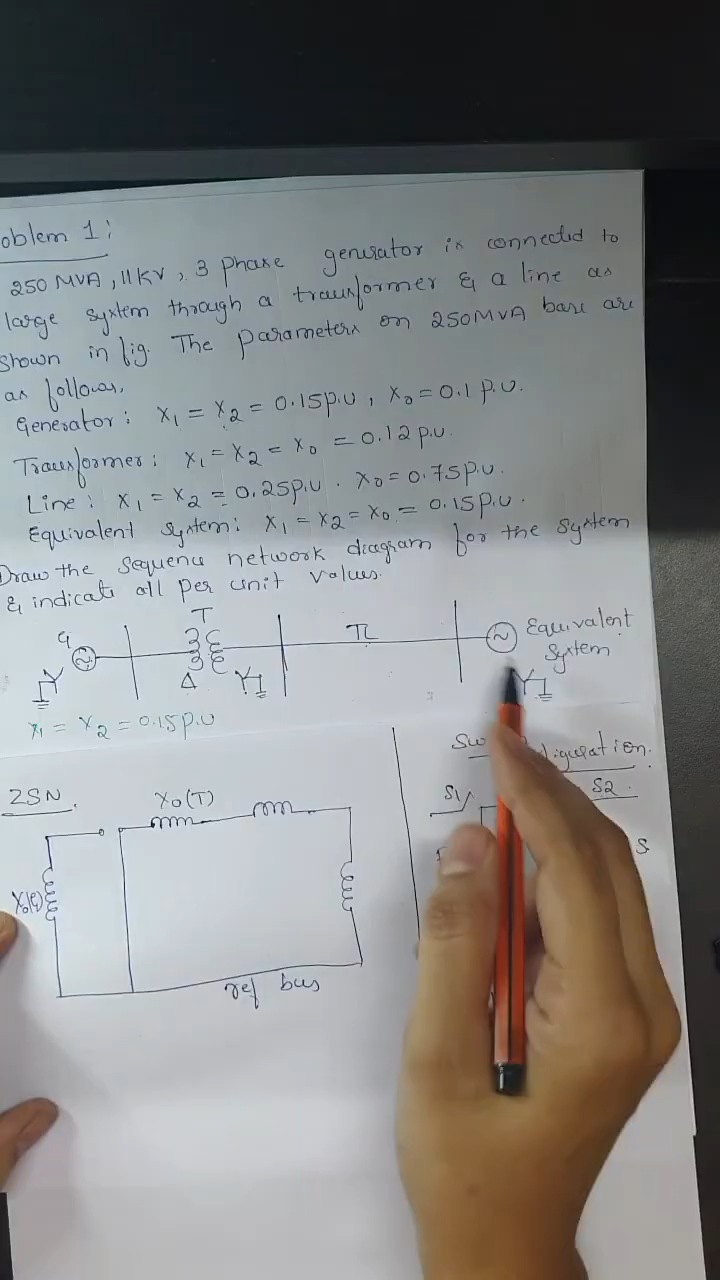 oblem 1:
250 MVA, 11KV, 3 phase generator is connected to
large system through a transformer & a line as
shown in fig. The parameters on 250MVA base are
as follows,
Generator: X1 = X2 = 0.15p.u, X0 = 0.1 p.u.
Transformer: X1 = X2 = X0 = 0.12 p.u.
Line: X1 = X2 = 0.25p.u. X0 = 0.75p.u.
Equivalent system: X1 = X2 = X0 = 0.15p.u.
Draw the sequence network diagram for the system
& indicate all per unit values.
G T TL Equivalent
System
Δ
X1 = X2 = 0.15p.u
ZSN.
X0(T)
X0(G)
ref bus
S1
S2
S